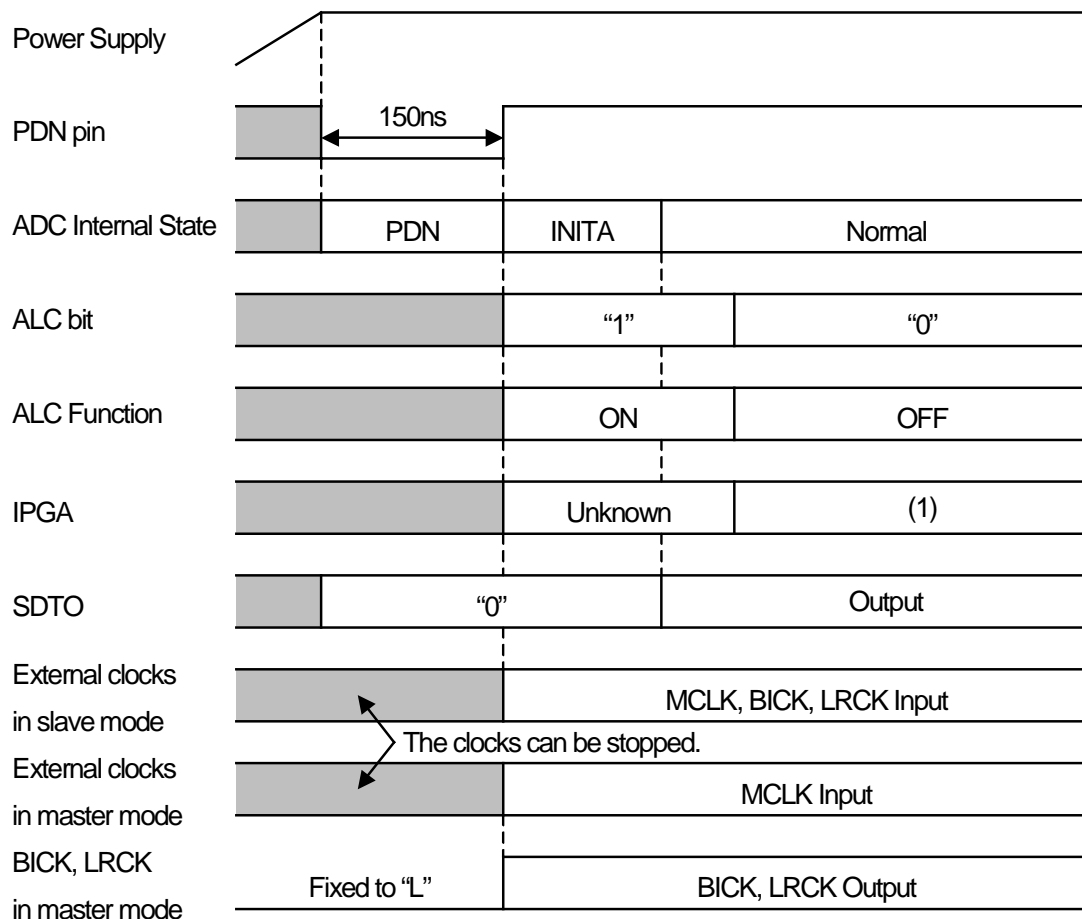 Power Supply
PDN pin
150ns
ADC Internal State
PDN
INITA
Normal
ALC bit
“1”
“0”
ALC Function
ON
OFF
IPGA
Unknown
(1)
SDTO
“0”
Output
External clocks
in slave mode
MCLK, BICK, LRCK Input
The clocks can be stopped.
External clocks
in master mode
MCLK Input
BICK, LRCK
in master mode
Fixed to “L”
BICK, LRCK Output